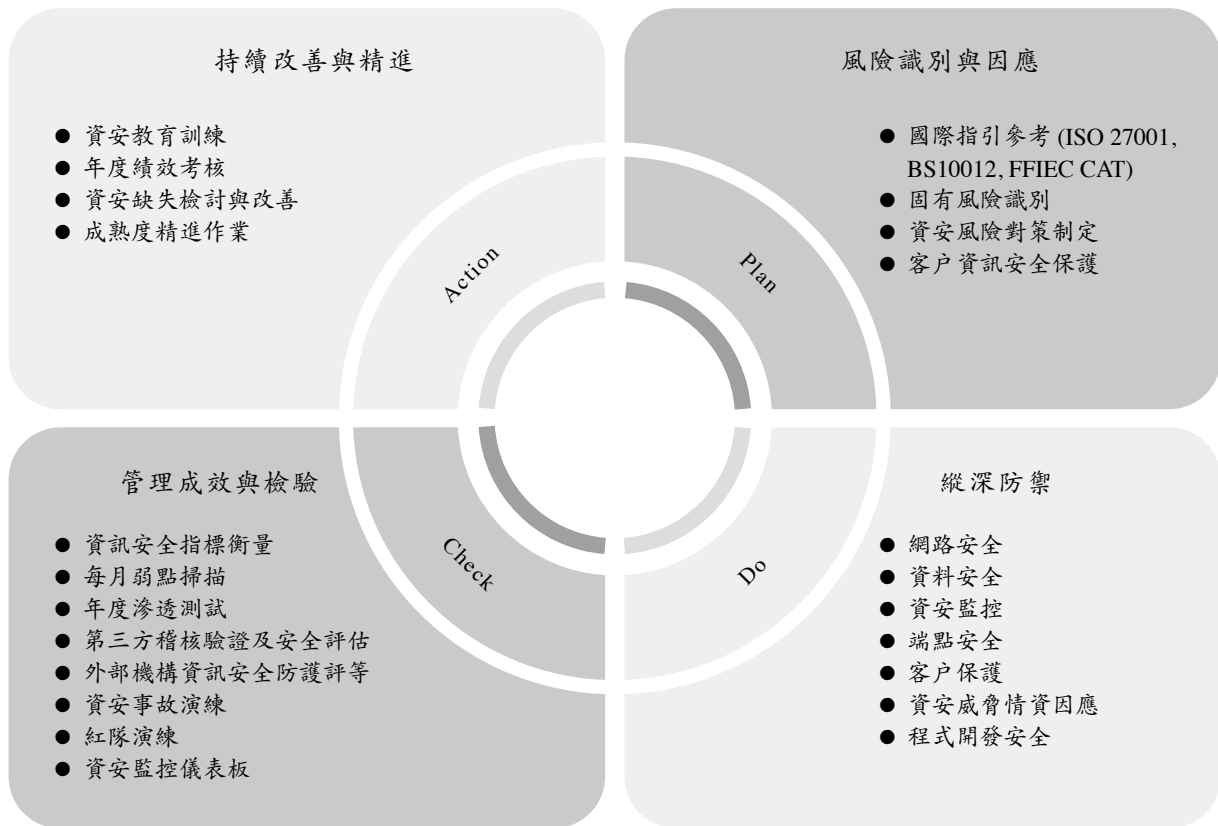 持續改善與精進
● 資安教育訓練
● 年度績效考核
● 資安缺失檢討與改善
● 成熟度精進作業
Action
風險識別與因應
● 國際指引參考 (ISO 27001,
BS10012, FFIEC CAT)
● 固有風險識別
● 資安風險對策制定
● 客戶資訊安全保護
Plan
管理成效與檢驗
● 資訊安全指標衡量
● 每月弱點掃描
● 年度滲透測試
● 第三方稽核驗證及安全評估
● 外部機構資訊安全防護評等
● 資安事故演練
● 紅隊演練
● 資安監控儀表板
Check
縱深防禦
● 網路安全
● 資料安全
● 資安監控
● 端點安全
● 客戶保護
● 資安威脅情資因應
● 程式開發安全
Do